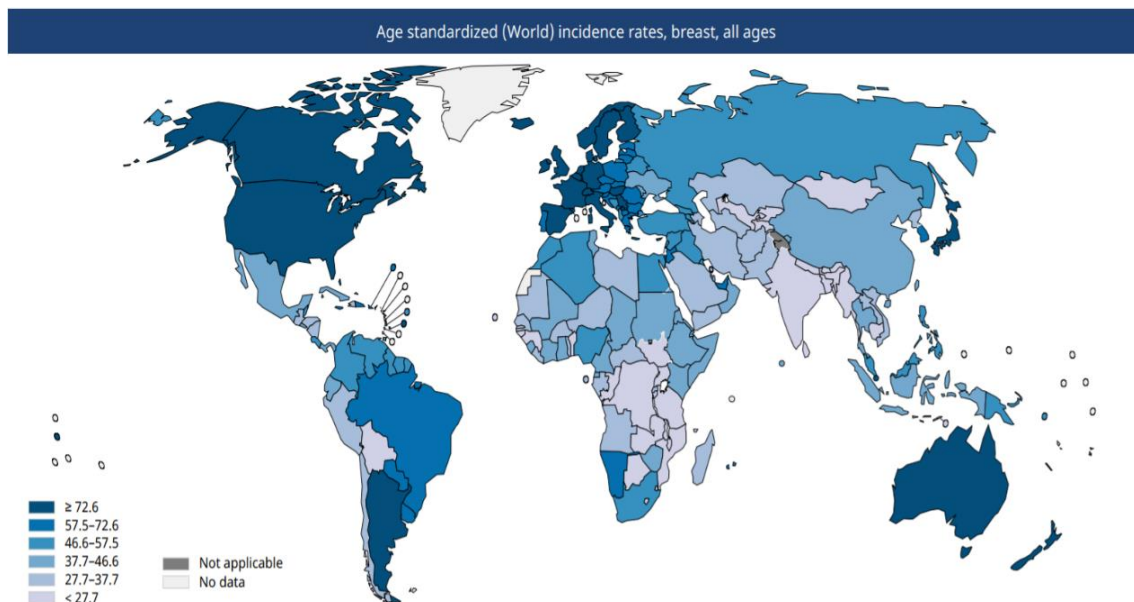 Age standardized (World) incidence rates, breast, all ages
≥ 72.6
57.5–72.6
46.6–57.5
37.7–46.6
27.7–37.7
< 27.7
Not applicable
No data